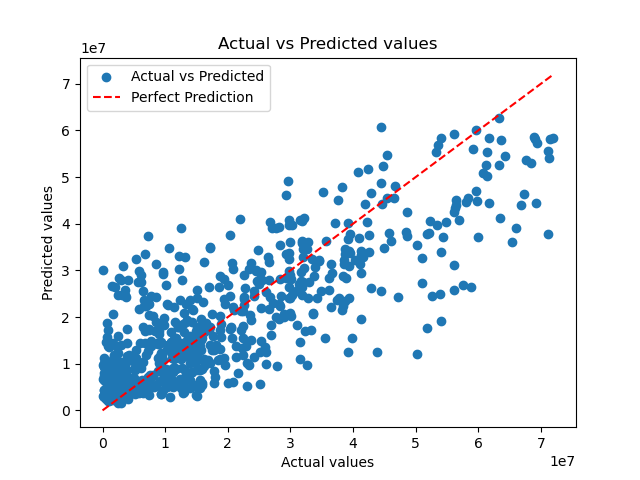 Actual vs Predicted values
1e7
Actual vs Predicted
Perfect Prediction
7
6
5
4
3
2
1
0
Predicted values
0 1 2 3 4 5 6 7
Actual values
1e7